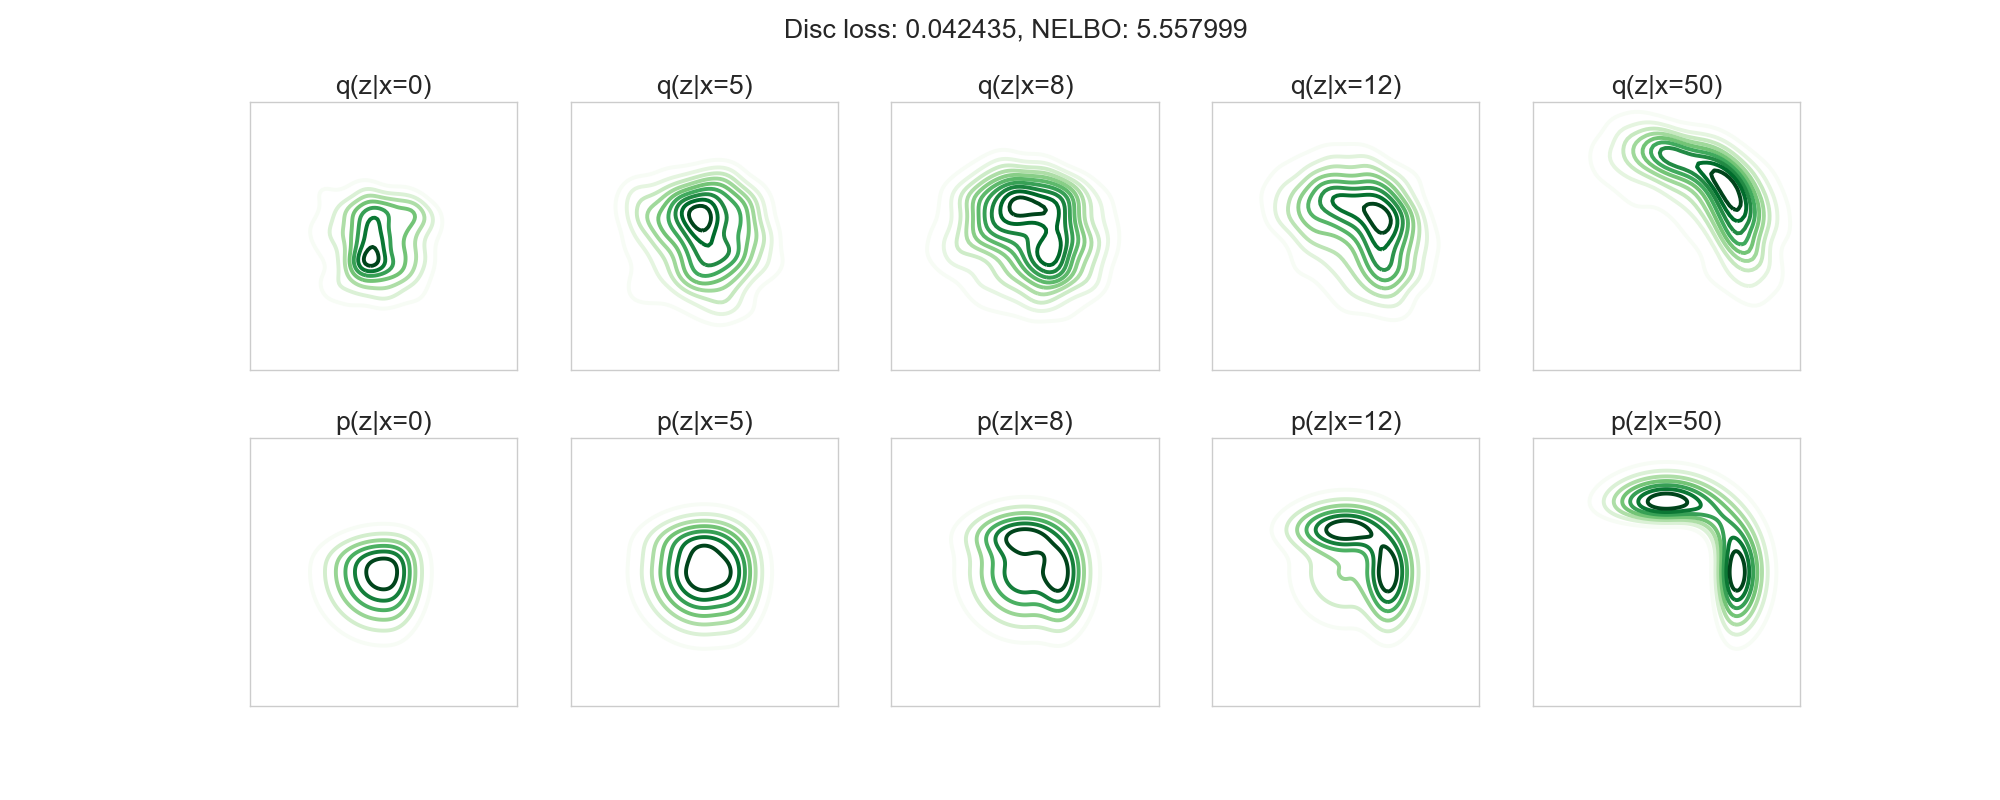 Disc loss: 0.042435, NELBO: 5.557999
q(z|x=0) q(z|x=5) q(z|x=8) q(z|x=12) q(z|x=50)
p(z|x=0) p(z|x=5) p(z|x=8) p(z|x=12) p(z|x=50)